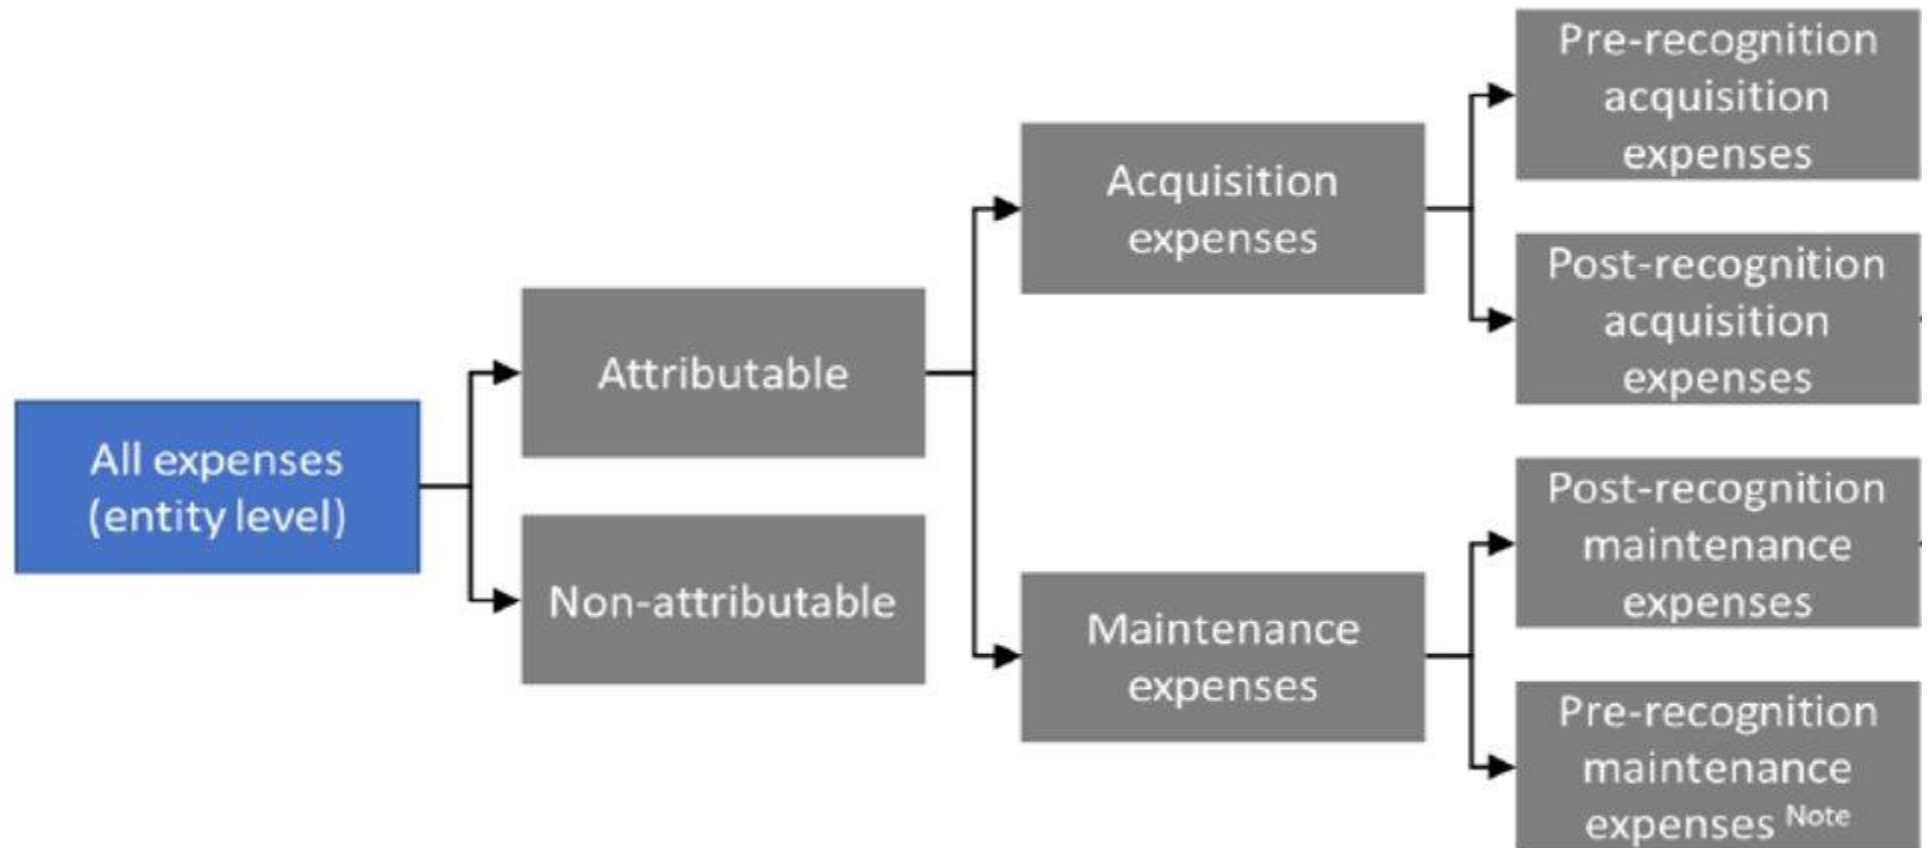 All expenses
(entity level)
Attributable
Non-attributable
Acquisition
expenses
Maintenance
expenses
Pre-recognition
acquisition
expenses
Post-recognition
acquisition
expenses
Post-recognition
maintenance
expenses
Pre-recognition
maintenance
expenses Note